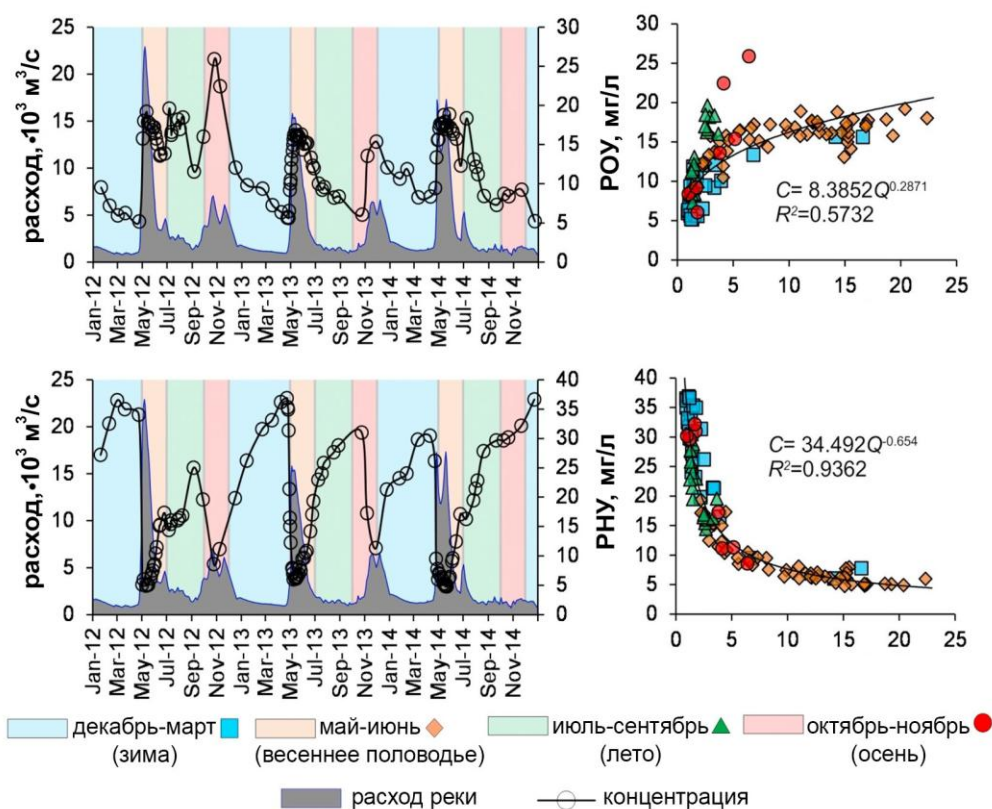 25
20
15
10
5
0
расход,•10³ м³/с
30
25
20
15
10
5
0
Jan-12
Mar-12
May-12
Jul-12
Sep-12
Nov-12
Jan-13
Mar-13
May-13
Jul-13
Sep-13
Nov-13
Jan-14
Mar-14
May-14
Jul-14
Sep-14
Nov-14
РОУ, мг/л
30
25
20
15
10
5
0
C= 8.3852Q^0.2871
R²=0.5732
0 5 10 15 20 25
25
20
15
10
5
0
расход,•10³ м³/с
40
35
30
25
20
15
10
5
0
Jan-12
Mar-12
May-12
Jul-12
Sep-12
Nov-12
Jan-13
Mar-13
May-13
Jul-13
Sep-13
Nov-13
Jan-14
Mar-14
May-14
Jul-14
Sep-14
Nov-14
РНУ, мг/л
40
35
30
25
20
15
10
5
0
C= 34.492Q^-0.654
R²=0.9362
0 5 10 15 20 25
декабрь-март
(зима)
май-июнь
(весеннее половодье)
июль-сентябрь
(лето)
октябрь-ноябрь
(осень)
расход реки
концентрация